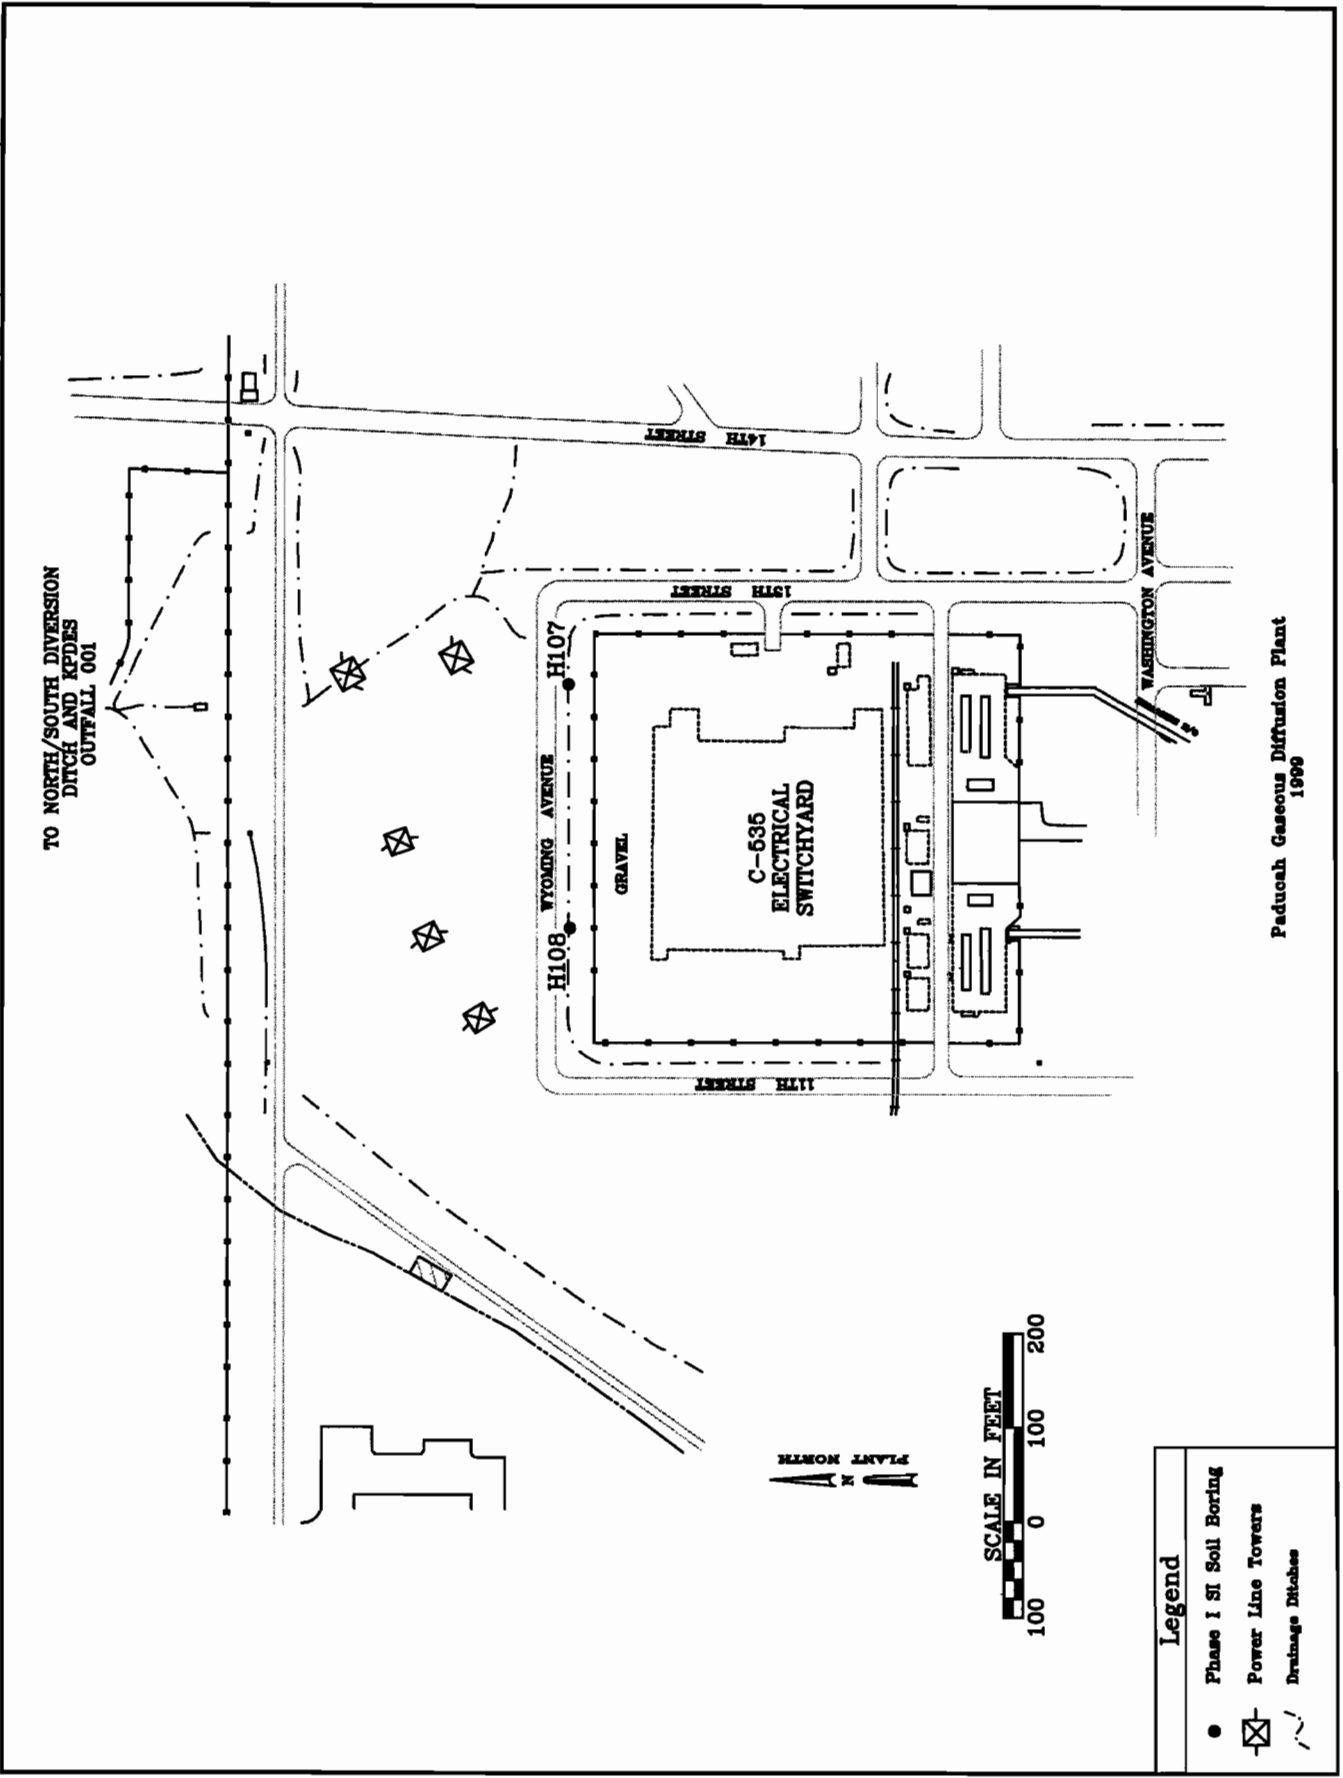 TO NORTH/SOUTH DIVERSION
DITCH AND KPDES
OUTFALL 001
14TH STREET
13TH STREET
WYOMING AVENUE
H108
H107
GRAVEL
C-535
ELECTRICAL
SWITCHYARD
11TH STREET
WASHINGTON AVENUE
PLANT NORTH
N
SCALE IN FEET
100 0 100 200
Legend
Phase I SI Soil Boring
Power Line Towers
Drainage Ditches
Paducah Gaseous Diffusion Plant
1999